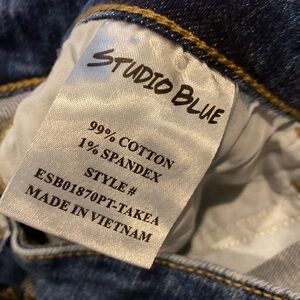 STUDIO BLUE
99% COTTON
1% SPANDEX
STYLE#
ESB01870PT-TAKEA
MADE IN VIETNAM